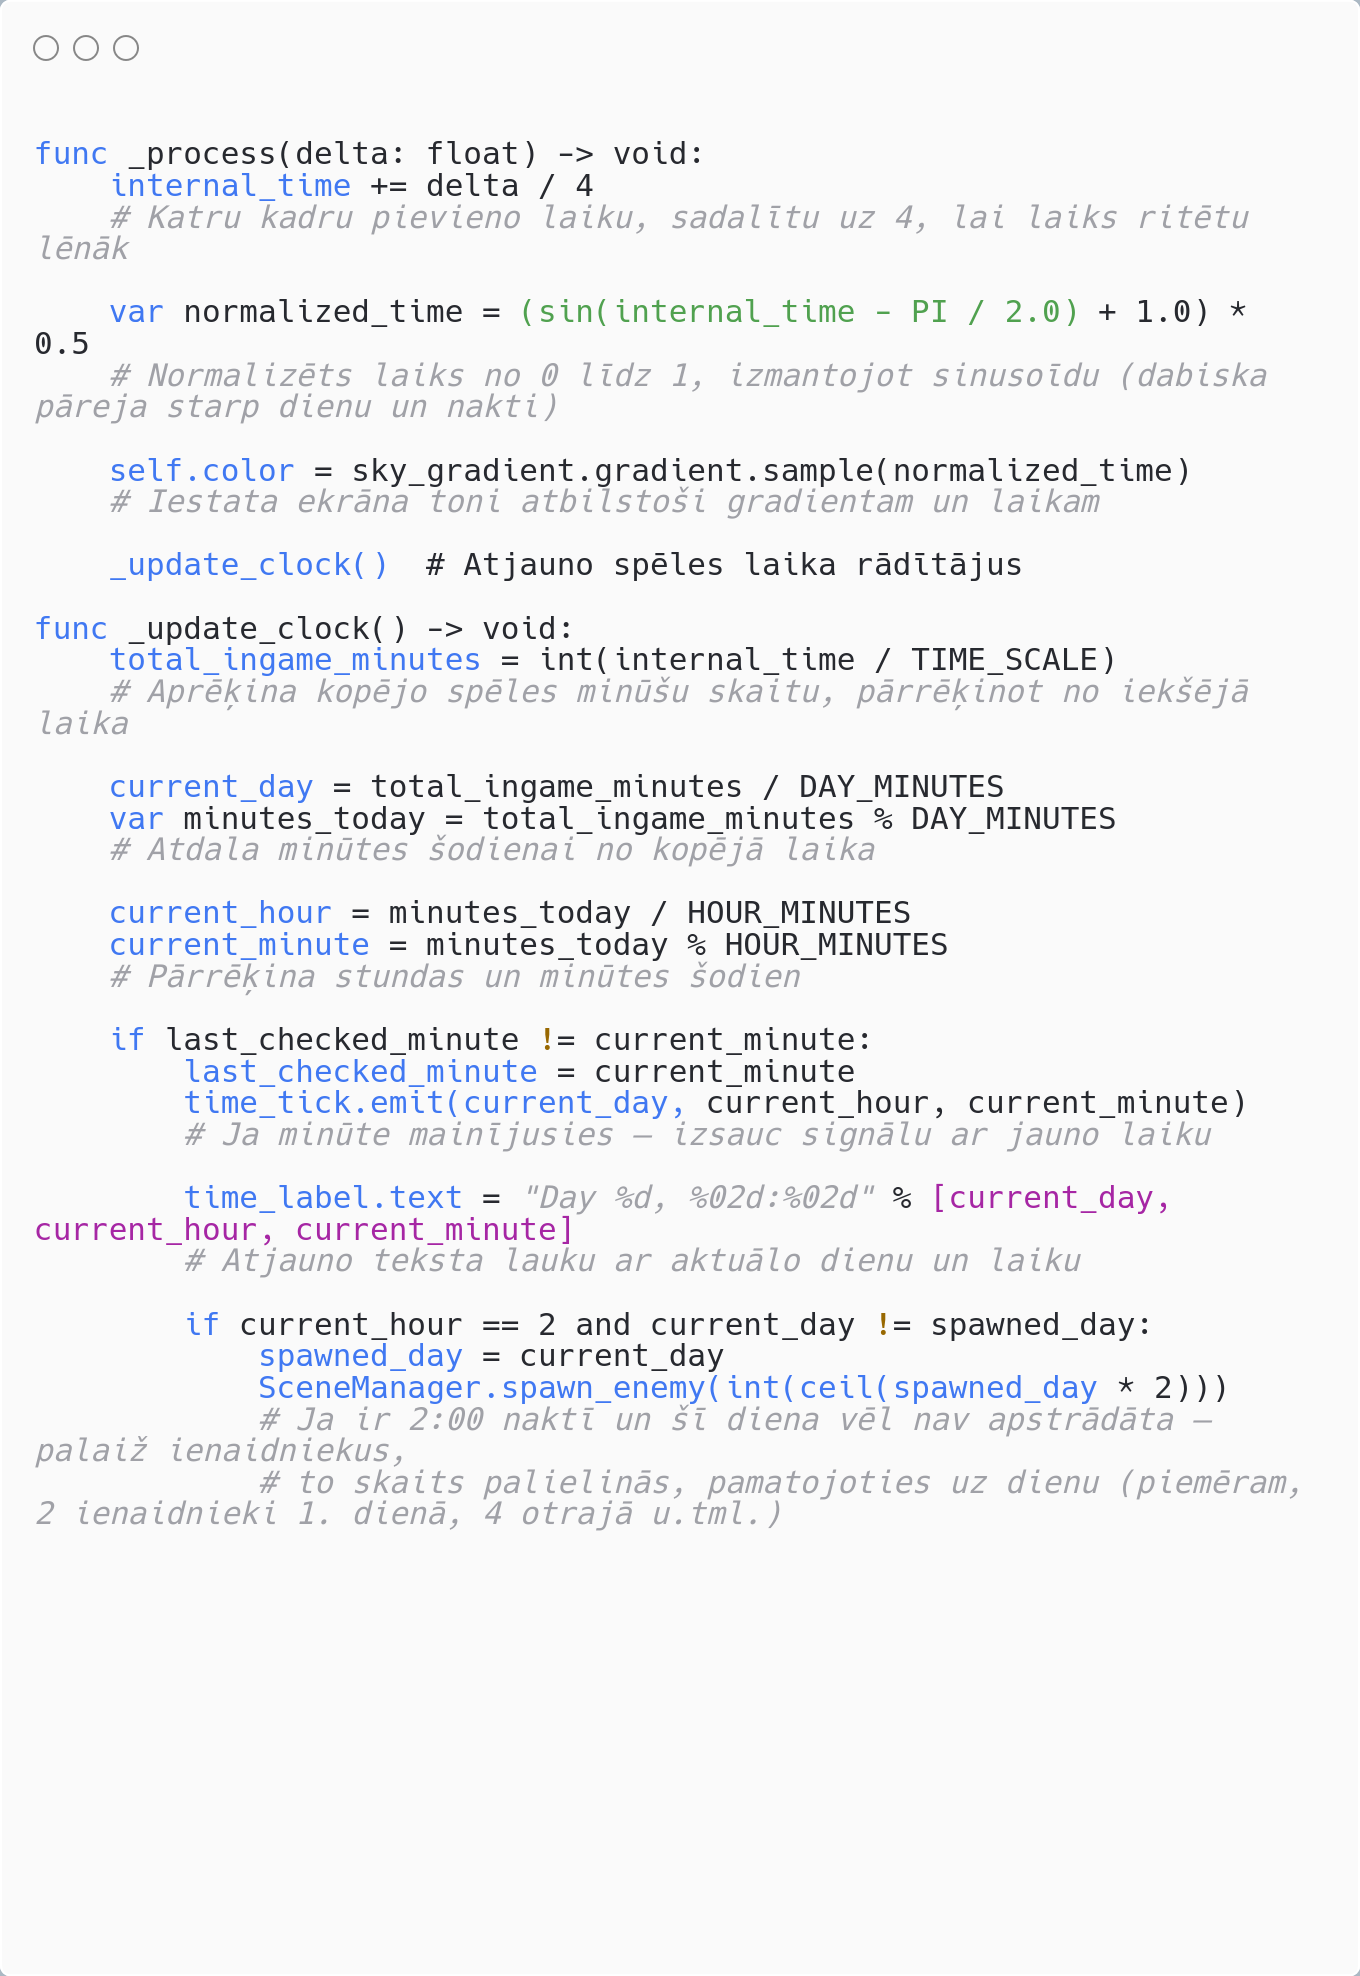 func _process(delta: float) -> void:
    internal_time += delta / 4
    # Katru kadru pievieno laiku, sadalītu uz 4, lai laiks ritētu
lēnāk

    var normalized_time = (sin(internal_time - PI / 2.0) + 1.0) *
0.5
    # Normalizēts laiks no 0 līdz 1, izmantojot sinusoīdu (dabiska
pāreja starp dienu un nakti)

    self.color = sky_gradient.gradient.sample(normalized_time)
    # Iestata ekrāna toni atbilstoši gradientam un laikam

    _update_clock()  # Atjauno spēles laika rādītājus

func _update_clock() -> void:
    total_ingame_minutes = int(internal_time / TIME_SCALE)
    # Aprēķina kopējo spēles minūšu skaitu, pārrēķinot no iekšējā
laika

    current_day = total_ingame_minutes / DAY_MINUTES
    var minutes_today = total_ingame_minutes % DAY_MINUTES
    # Atdala minūtes šodienai no kopējā laika

    current_hour = minutes_today / HOUR_MINUTES
    current_minute = minutes_today % HOUR_MINUTES
    # Pārrēķina stundas un minūtes šodien

    if last_checked_minute != current_minute:
        last_checked_minute = current_minute
        time_tick.emit(current_day, current_hour, current_minute)
        # Ja minūte mainījusies — izsauc signālu ar jauno laiku

        time_label.text = "Day %d, %02d:%02d" % [current_day,
current_hour, current_minute]
        # Atjauno teksta lauku ar aktuālo dienu un laiku

        if current_hour == 2 and current_day != spawned_day:
            spawned_day = current_day
            SceneManager.spawn_enemy(int(ceil(spawned_day * 2)))
            # Ja ir 2:00 naktī un šī diena vēl nav apstrādāta —
palaiž ienaidniekus,
            # to skaits palielinās, pamatojoties uz dienu (piemēram,
2 ienaidnieki 1. dienā, 4 otrajā u.tml.)